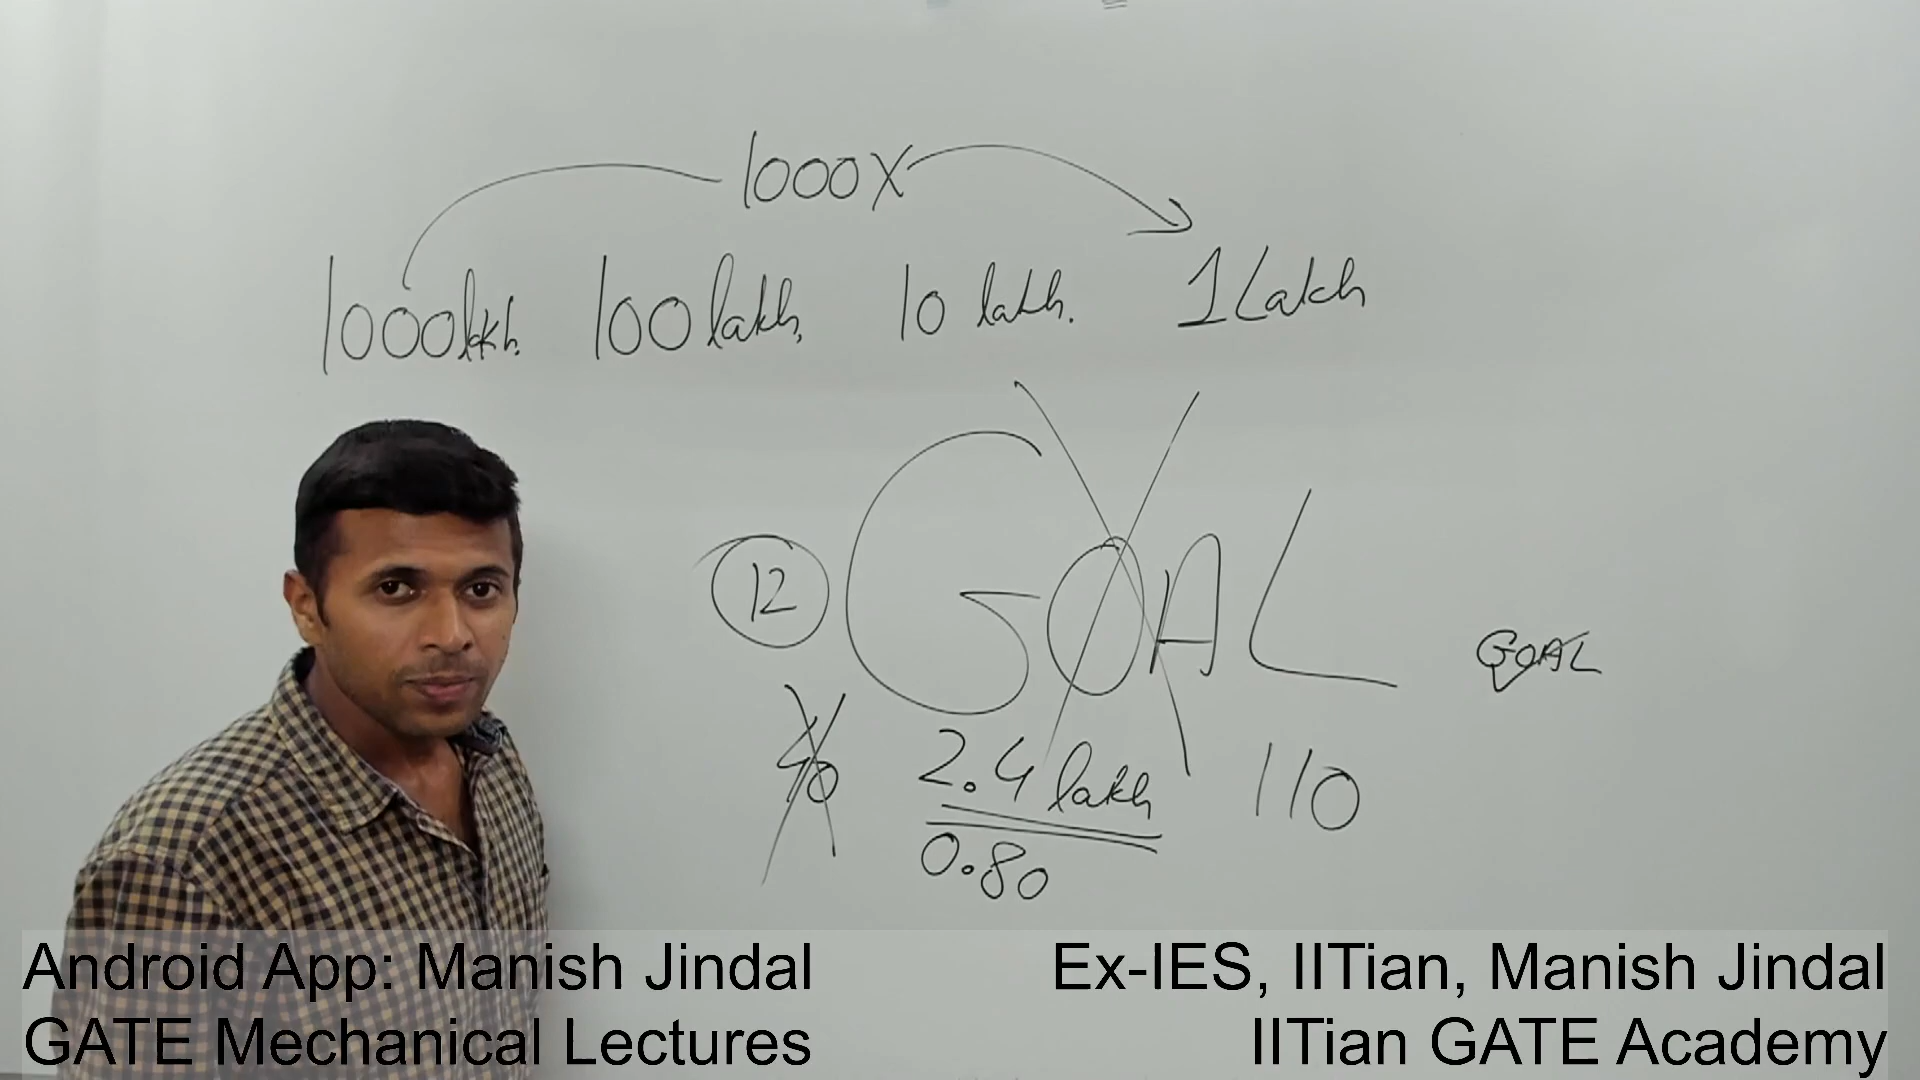 1000X
1000lakh. 100 lakh, 10 lakh. 1 Lakh
12 GOAL GOAL
40 2.4 lakh 110
0.80
Android App: Manish Jindal Ex-IES, IITian, Manish Jindal
GATE Mechanical Lectures IITian GATE Academy